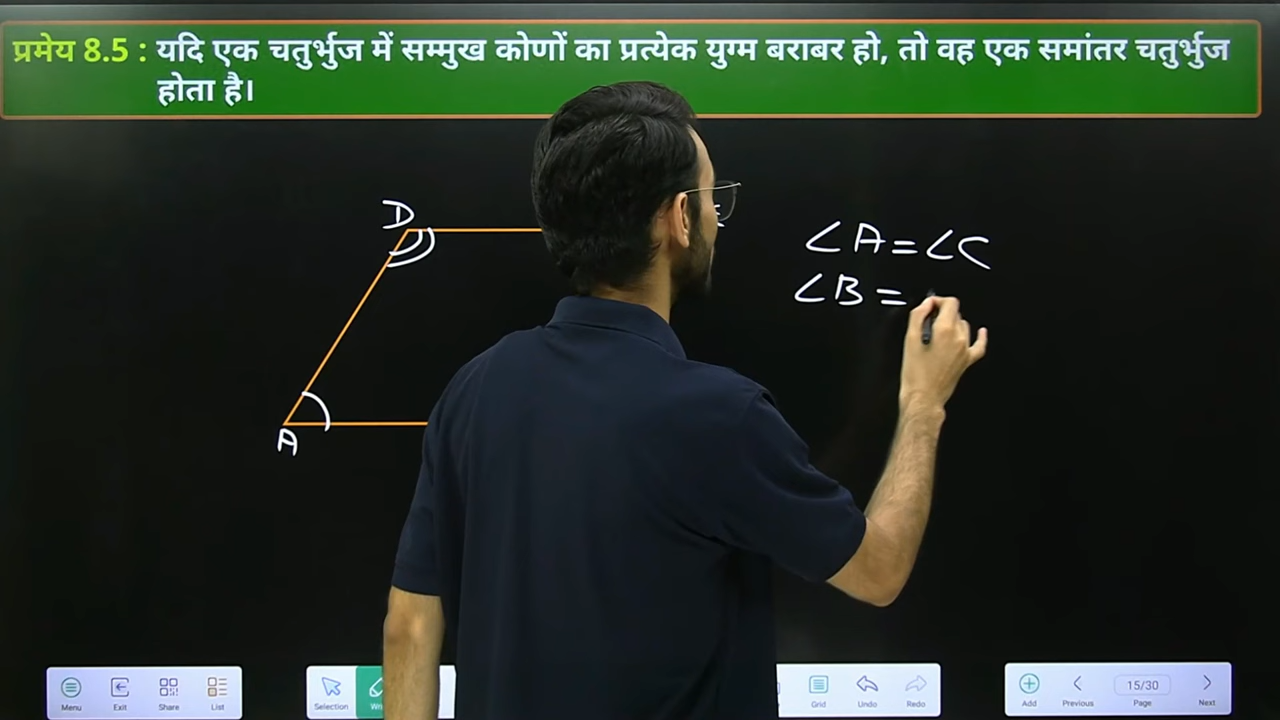 प्रमेय 8.5 : यदि एक चतुर्भुज में सम्मुख कोणों का प्रत्येक युग्म बराबर हो, तो वह एक समांतर चतुर्भुज
होता है।
D
∠A=∠C
∠B=
A
Menu Exit Share List Selection Grid Undo Redo Add Previous 15/30 Page Next